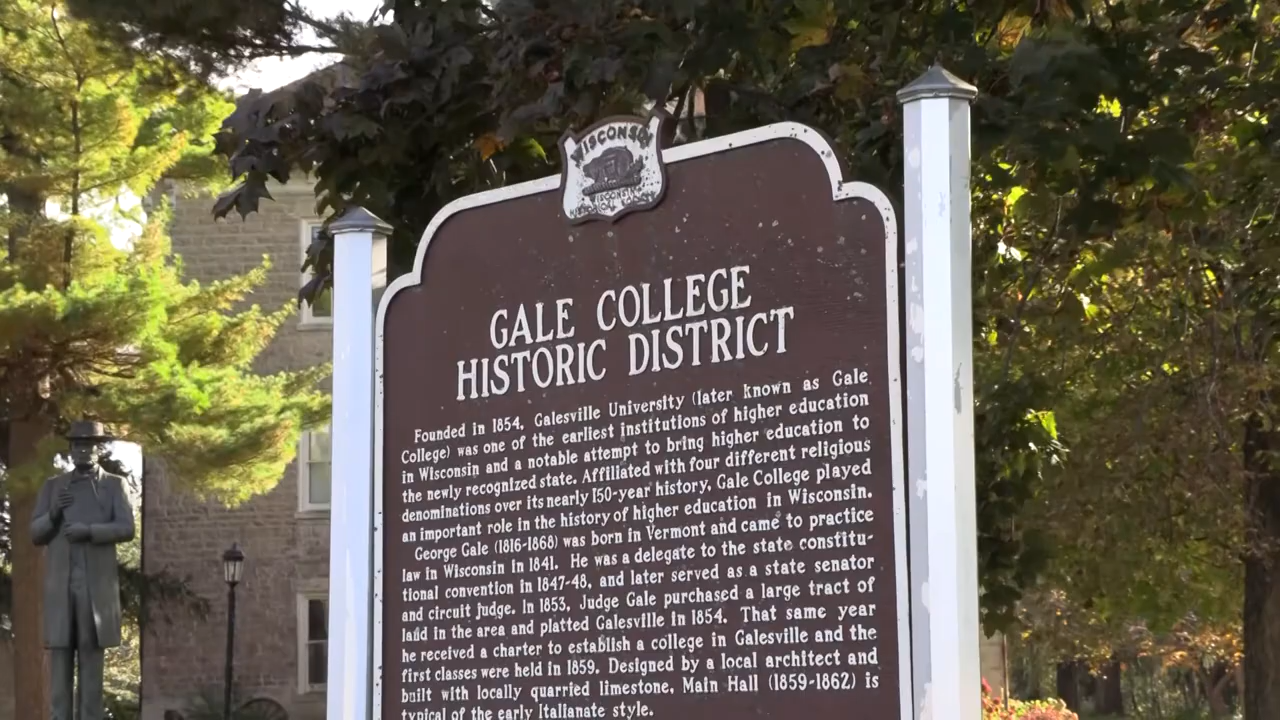 WISCONSIN
GALE COLLEGE
HISTORIC DISTRICT
Founded in 1854, Galesville University (later known as Gale
College) was one of the earliest institutions of higher education
in Wisconsin and a notable attempt to bring higher education to
the newly recognized state. Affiliated with four different religious
denominations over its nearly 150-year history, Gale College played
an important role in the history of higher education in Wisconsin.
George Gale (1816-1868) was born in Vermont and came to practice
law in Wisconsin in 1841. He was a delegate to the state constitu-
tional convention in 1847-48, and later served as a state senator
and circuit judge. In 1853, Judge Gale purchased a large tract of
land in the area and platted Galesville in 1854. That same year
he received a charter to establish a college in Galesville and the
first classes were held in 1859. Designed by a local architect and
built with locally quarried limestone, Main Hall (1859-1862) is
typical of the early Italianate style.